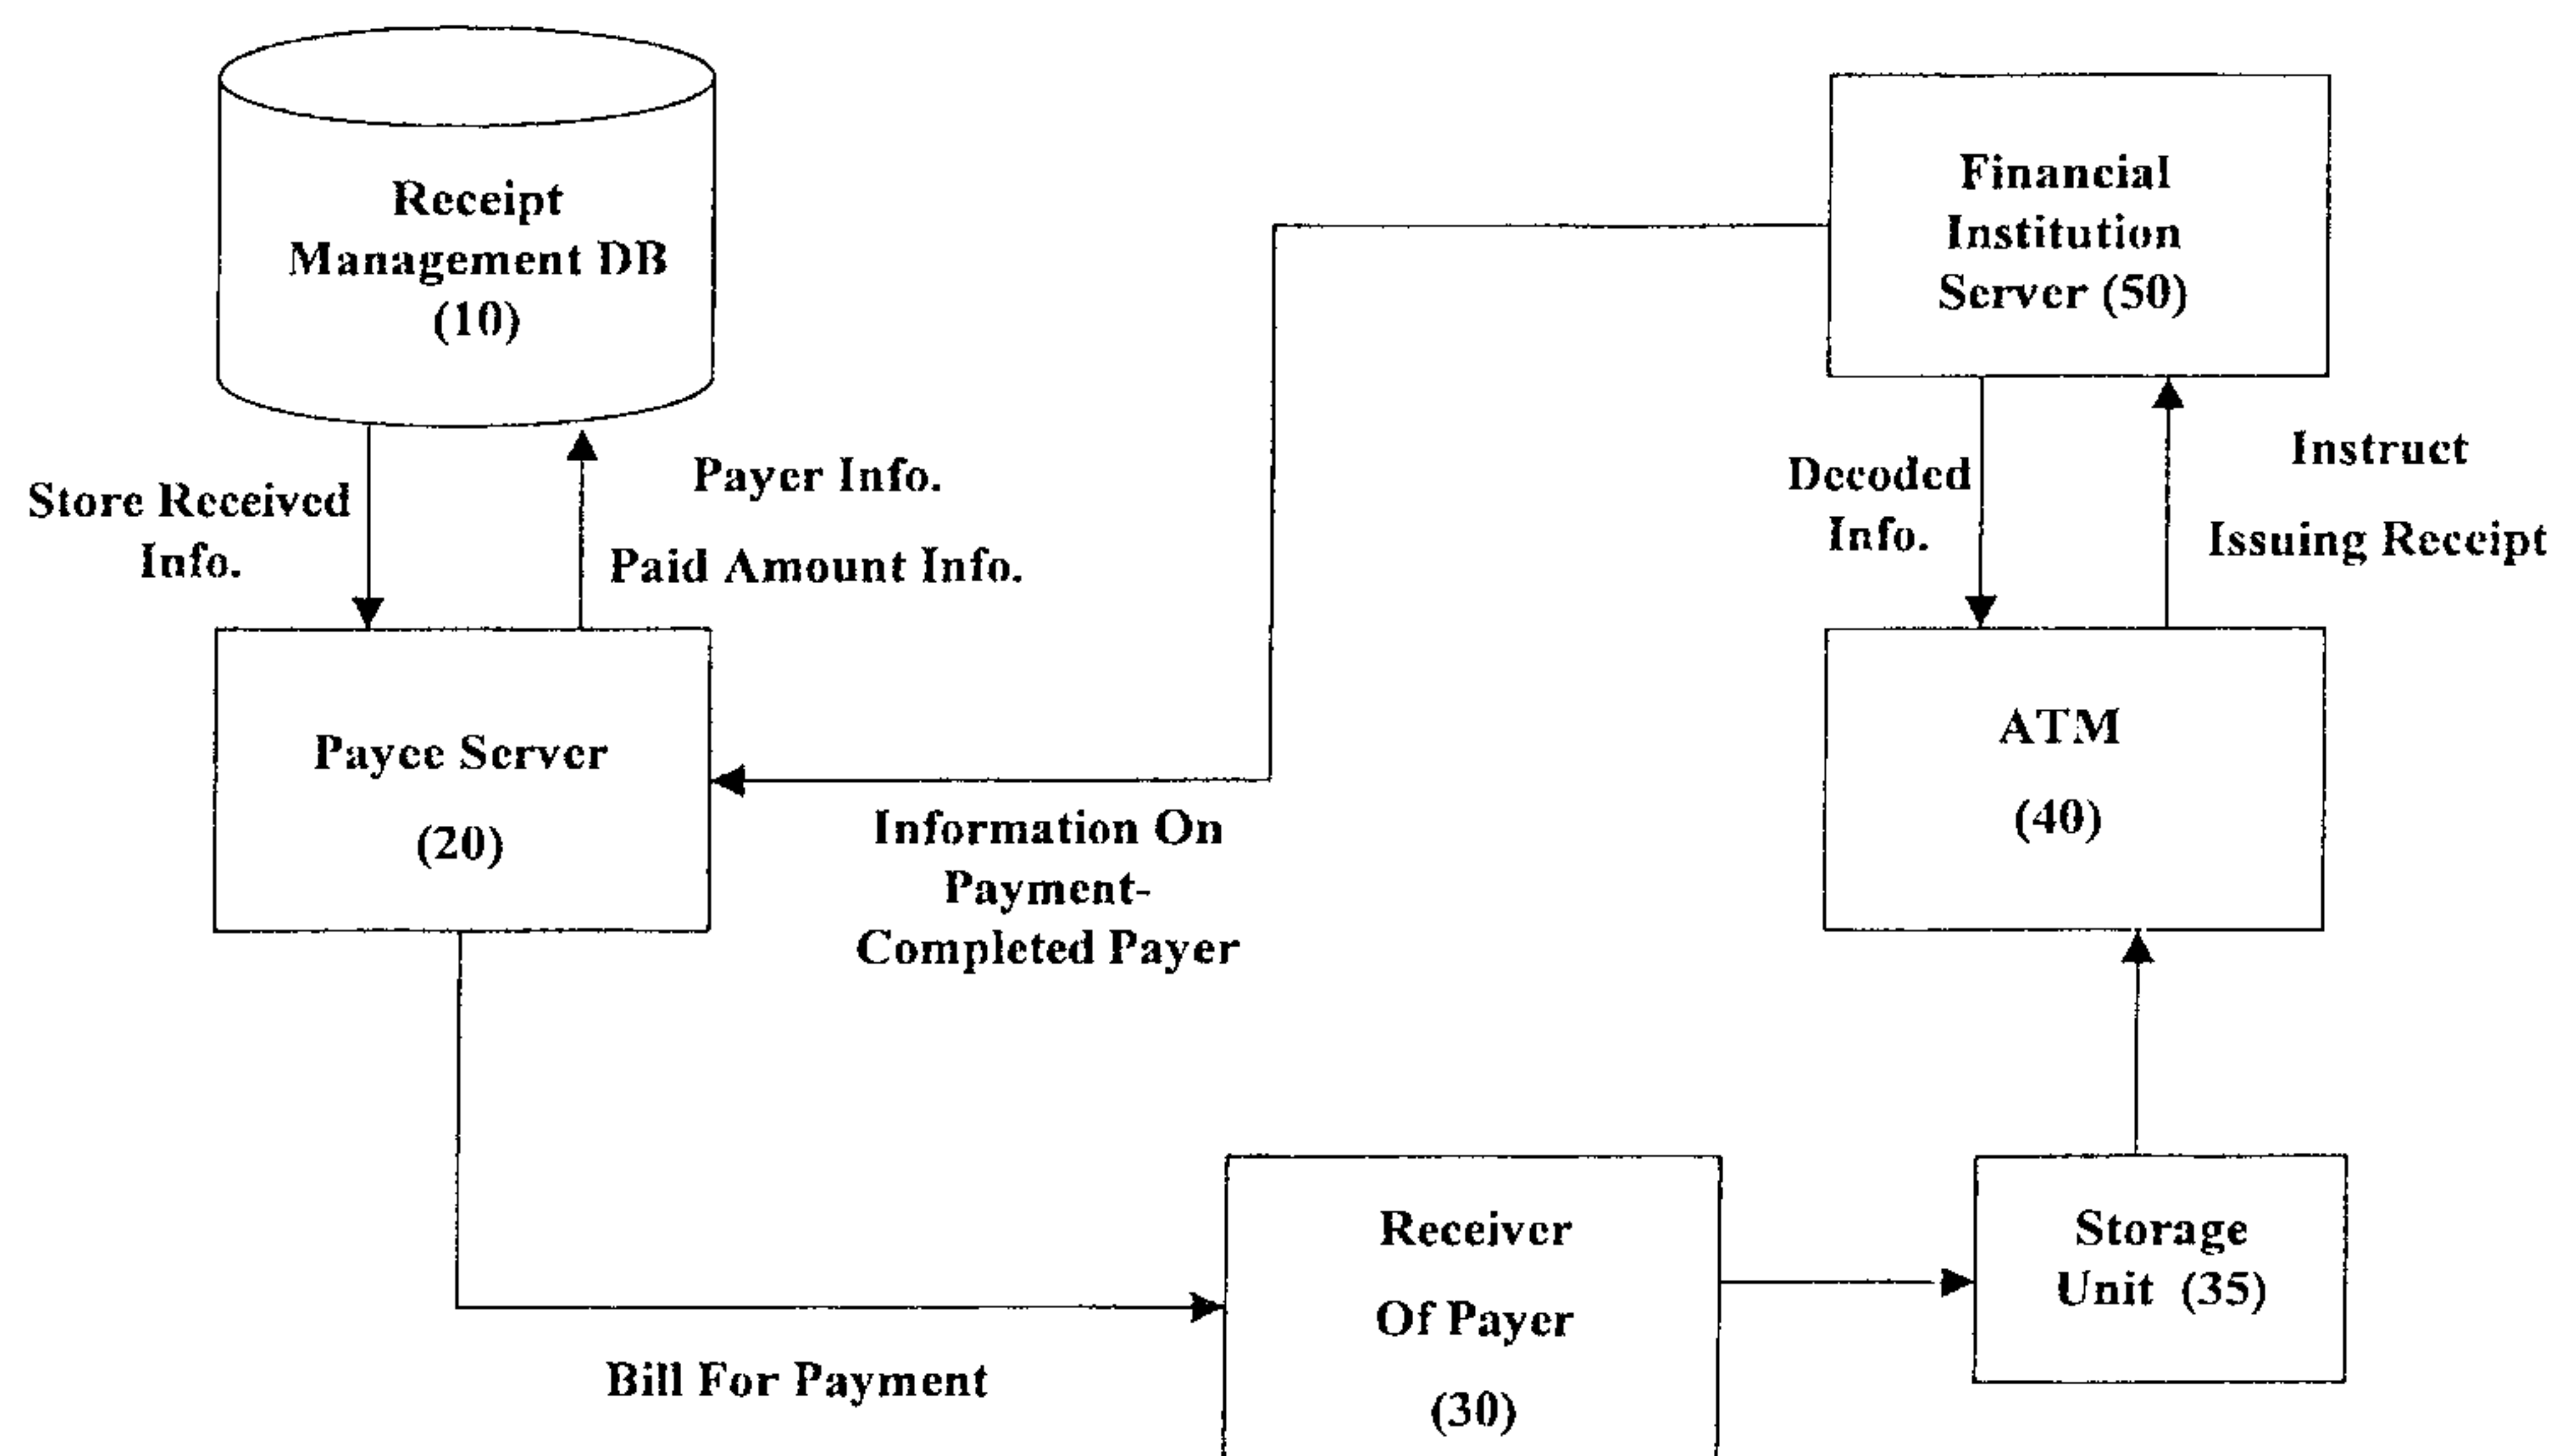 Receipt
Management DB
(10)
Financial
Institution
Server (50)
Store Received
Info.
Payer Info.
Paid Amount Info.
Decoded
Info.
Instruct
Issuing Receipt
Payee Server
(20)
ATM
(40)
Information On
Payment-
Completed Payer
Bill For Payment
Receiver
Of Payer
(30)
Storage
Unit (35)